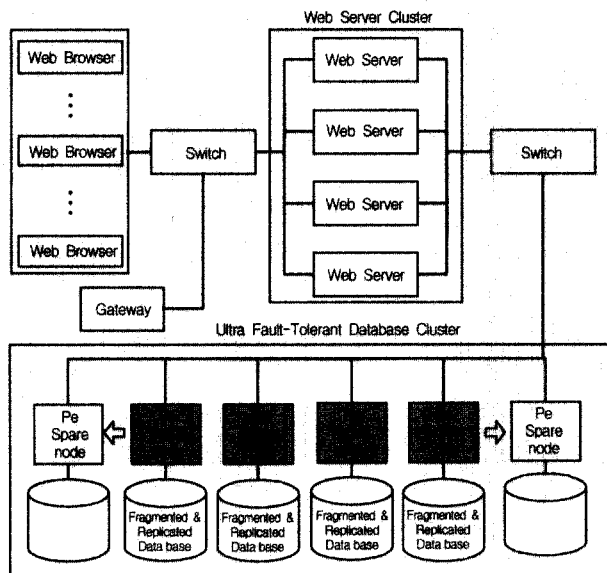 Web Server Cluster
Web Browser
Web Browser
Web Browser
Switch
Gateway
Web Server
Web Server
Web Server
Web Server
Switch
Ultra Fault-Tolerant Database Cluster
Pe
Spare
node
Pe
Spare
node
Fragmented &
Replicated
Data base
Fragmented &
Replicated
Data base
Fragmented &
Replicated
Data base
Fragmented &
Replicated
Data base